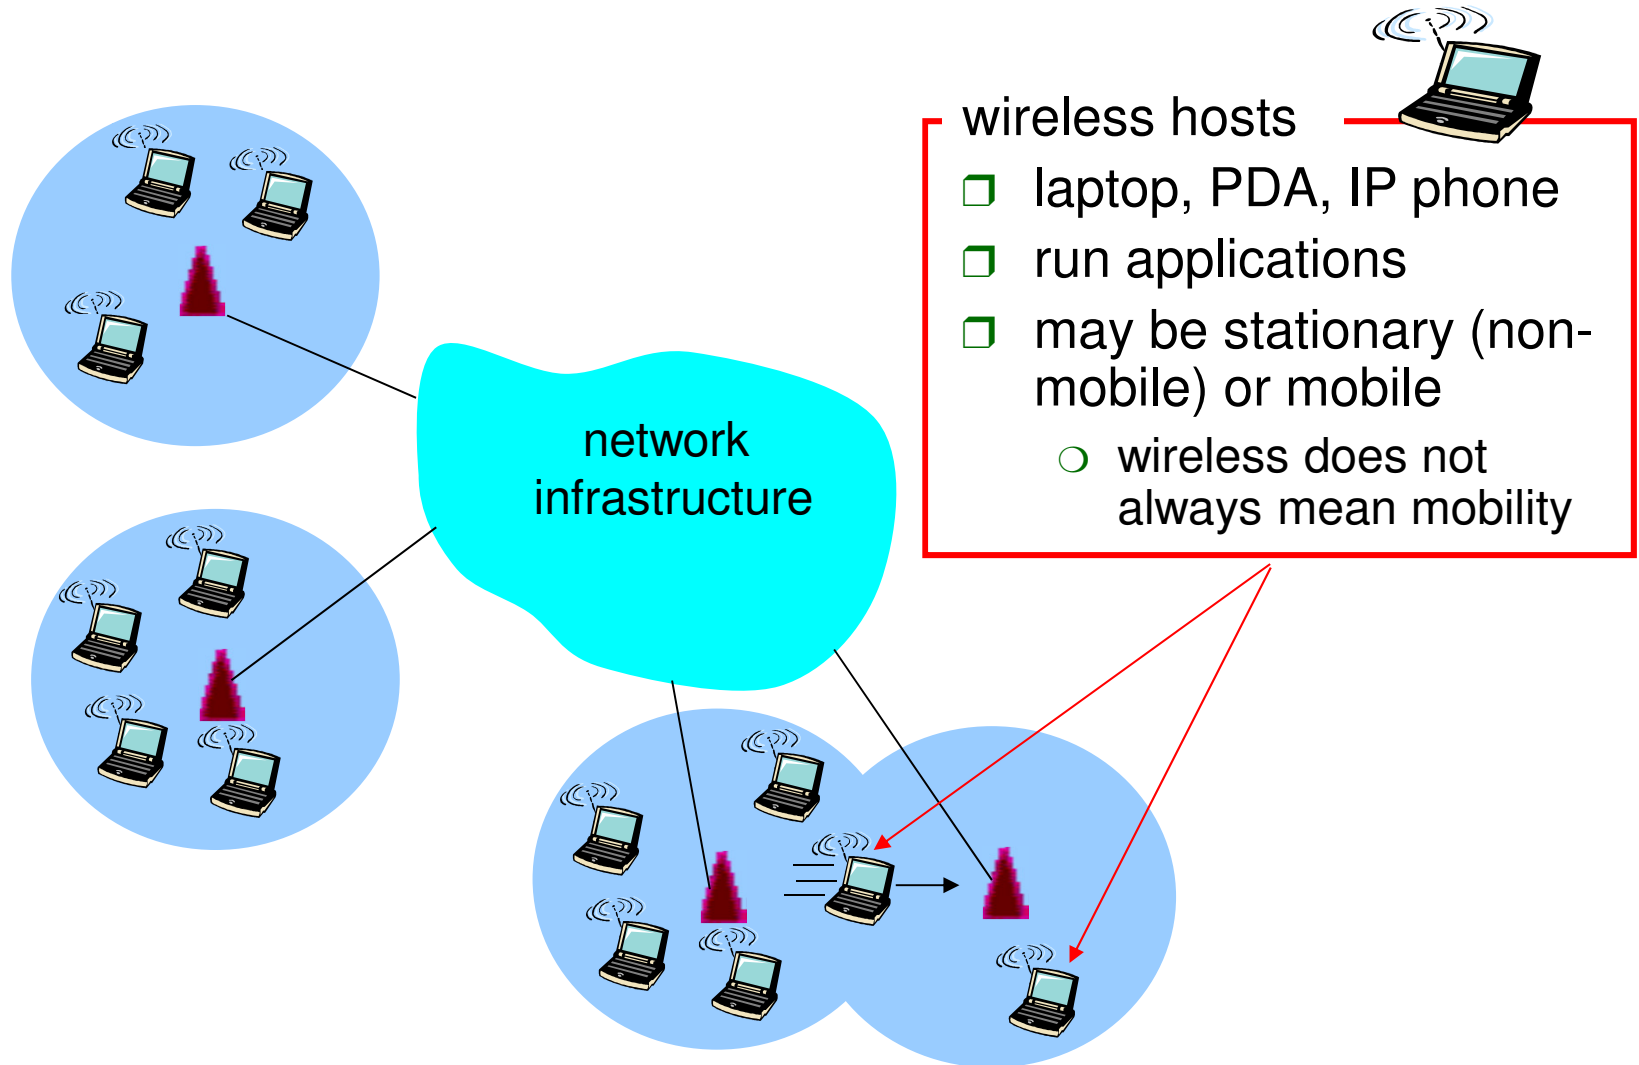 wireless hosts
laptop, PDA, IP phone
run applications
may be stationary (non-
mobile) or mobile
wireless does not
always mean mobility
network
infrastructure